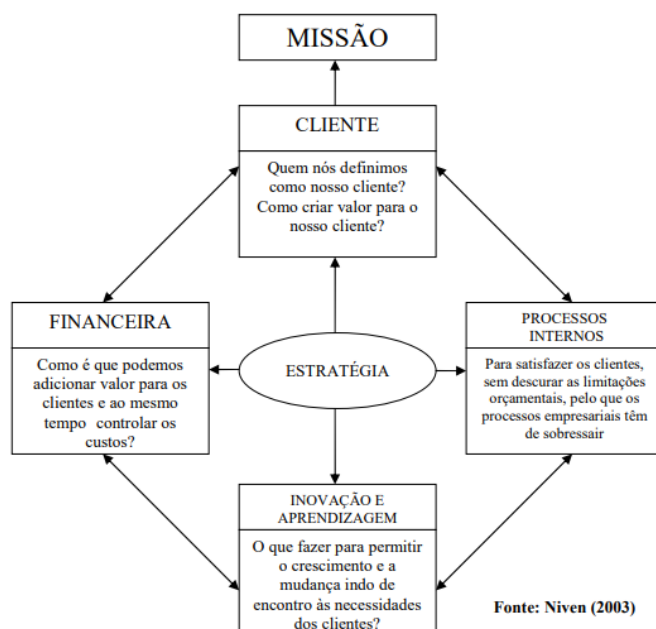 MISSÃO
CLIENTE
Quem nós definimos
como nosso cliente?
Como criar valor para o
nosso cliente?
FINANCEIRA
Como é que podemos
adicionar valor para os
clientes e ao mesmo
tempo controlar os
custos?
ESTRATÉGIA
PROCESSOS
INTERNOS
Para satisfazer os clientes,
sem descurar as limitações
orçamentais, pelo que os
processos empresariais têm
de sobressair
INOVAÇÃO E
APRENDIZAGEM
O que fazer para permitir
o crescimento e a
mudança indo de
encontro às necessidades
dos clientes?
Fonte: Niven (2003)